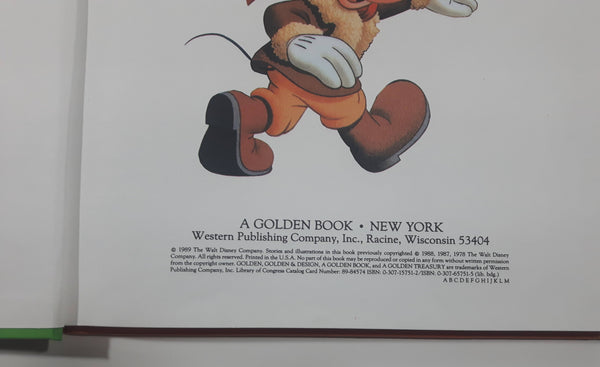 A GOLDEN BOOK • NEW YORK
Western Publishing Company, Inc., Racine, Wisconsin 53404
© 1989 The Walt Disney Company. Stories and illustrations in this book previously copyrighted © 1988, 1987, 1978 The Walt Disney
Company. All rights reserved. Printed in the U.S.A. No part of this book may be reproduced or copied in any form without written permission
from the copyright owner. GOLDEN, GOLDEN & DESIGN, A GOLDEN BOOK, and A GOLDEN TREASURY are trademarks of Western
Publishing Company, Inc. Library of Congress Catalog Card Number: 89-84574 ISBN: 0-307-15751-2/ISBN: 0-307-65751-5 (lib. bdg.)
A B C D E F G H I J K L M